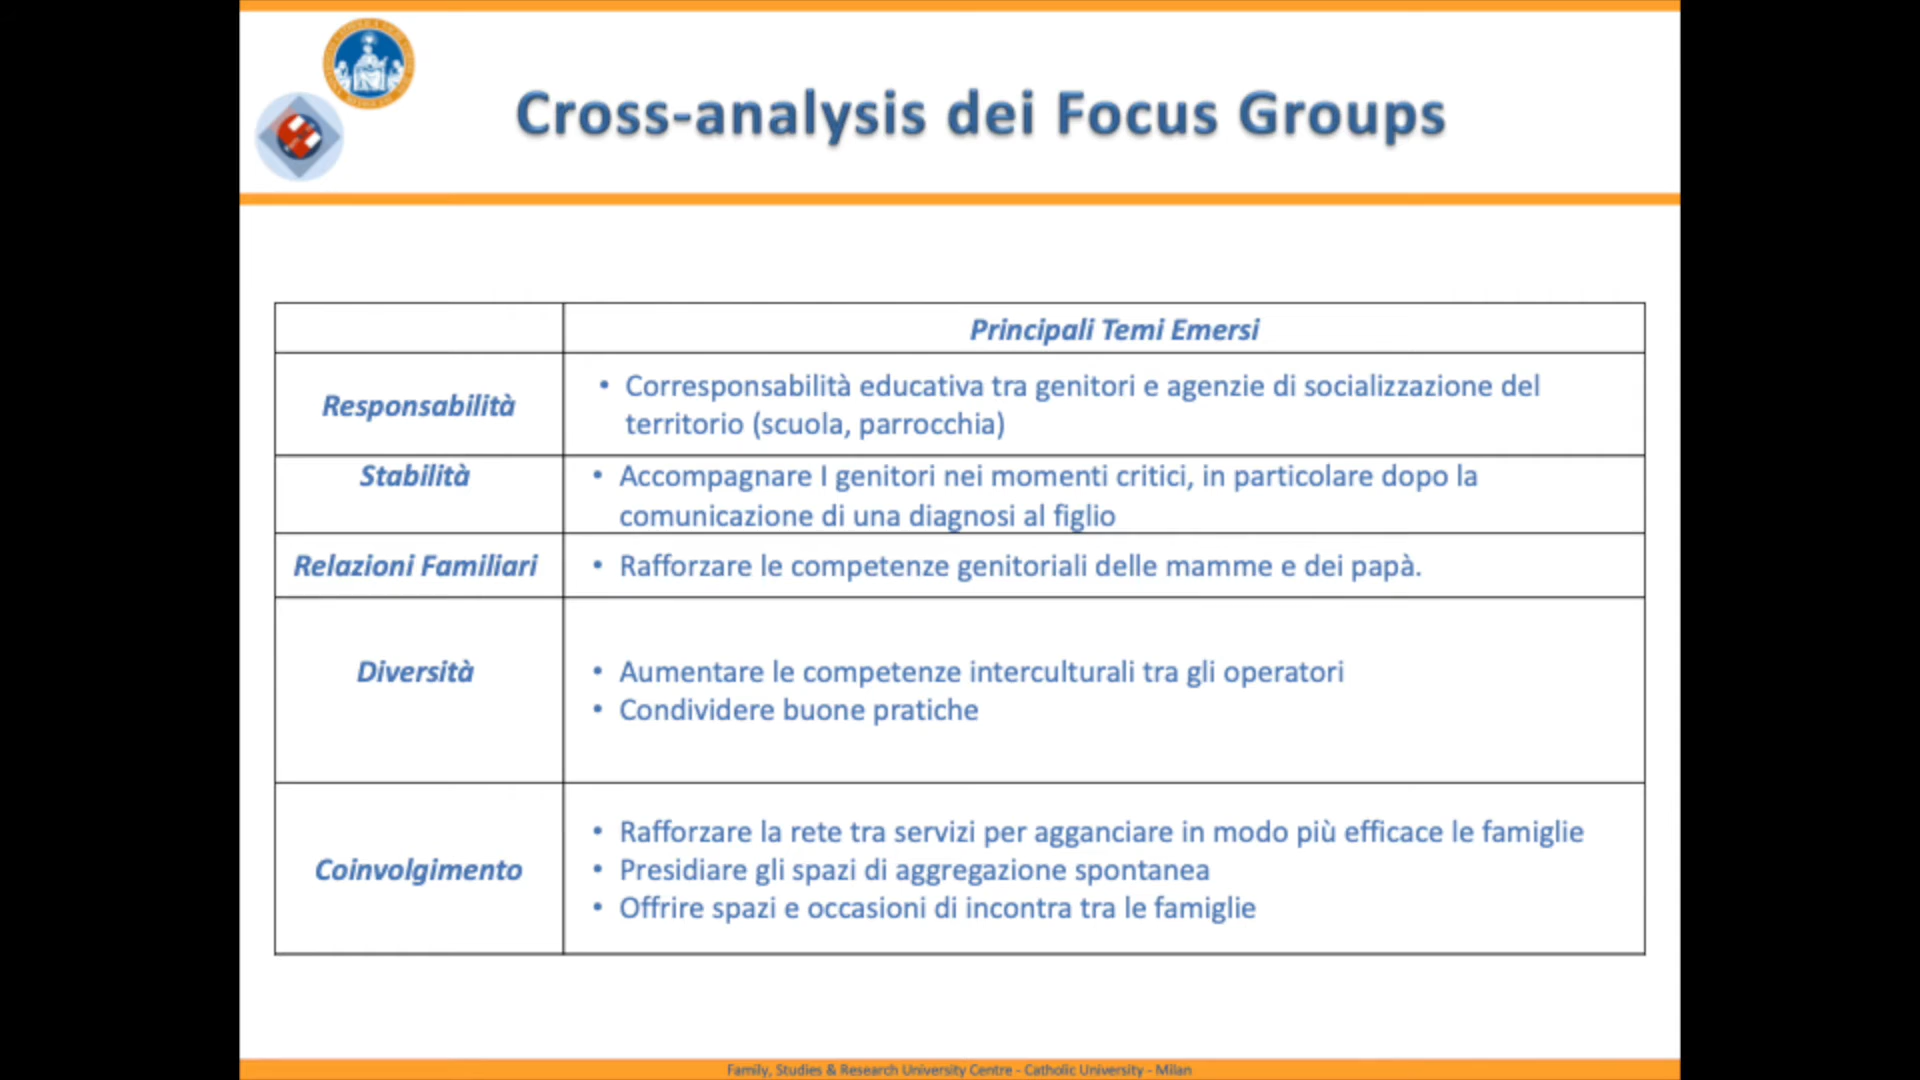 Cross-analysis dei Focus Groups
Principali Temi Emersi
Responsabilità
• Corresponsabilità educativa tra genitori e agenzie di socializzazione del
territorio (scuola, parrocchia)
Stabilità
• Accompagnare I genitori nei momenti critici, in particolare dopo la
comunicazione di una diagnosi al figlio
Relazioni Familiari
• Rafforzare le competenze genitoriali delle mamme e dei papà.
Diversità
• Aumentare le competenze interculturali tra gli operatori
• Condividere buone pratiche
Coinvolgimento
• Rafforzare la rete tra servizi per agganciare in modo più efficace le famiglie
• Presidiare gli spazi di aggregazione spontanea
• Offrire spazi e occasioni di incontra tra le famiglie
Family, Studies & Research University Centre - Catholic University - Milan